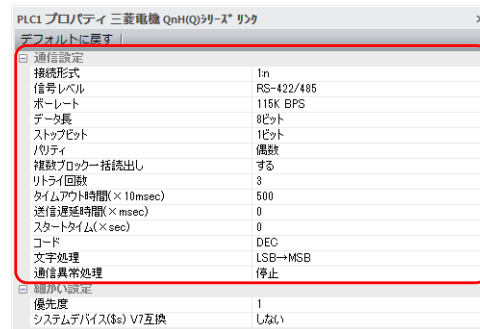 PLC1 プロパティ 三菱電機 QnH(Q)シリーズ リンク
デフォルトに戻す
通信設定
接続形式 1:n
信号レベル RS-422/485
ボーレート 115K BPS
データ長 8ビット
ストップビット 1ビット
パリティ 偶数
複数ブロック一括読出し する
リトライ回数 3
タイムアウト時間(×10msec) 500
送信遅延時間(×msec) 0
スタートタイム(×sec) 0
コード DEC
文字処理 LSB→MSB
通信異常処理 停止
細かい設定
優先度 1
システムデバイス($s) V7互換 しない